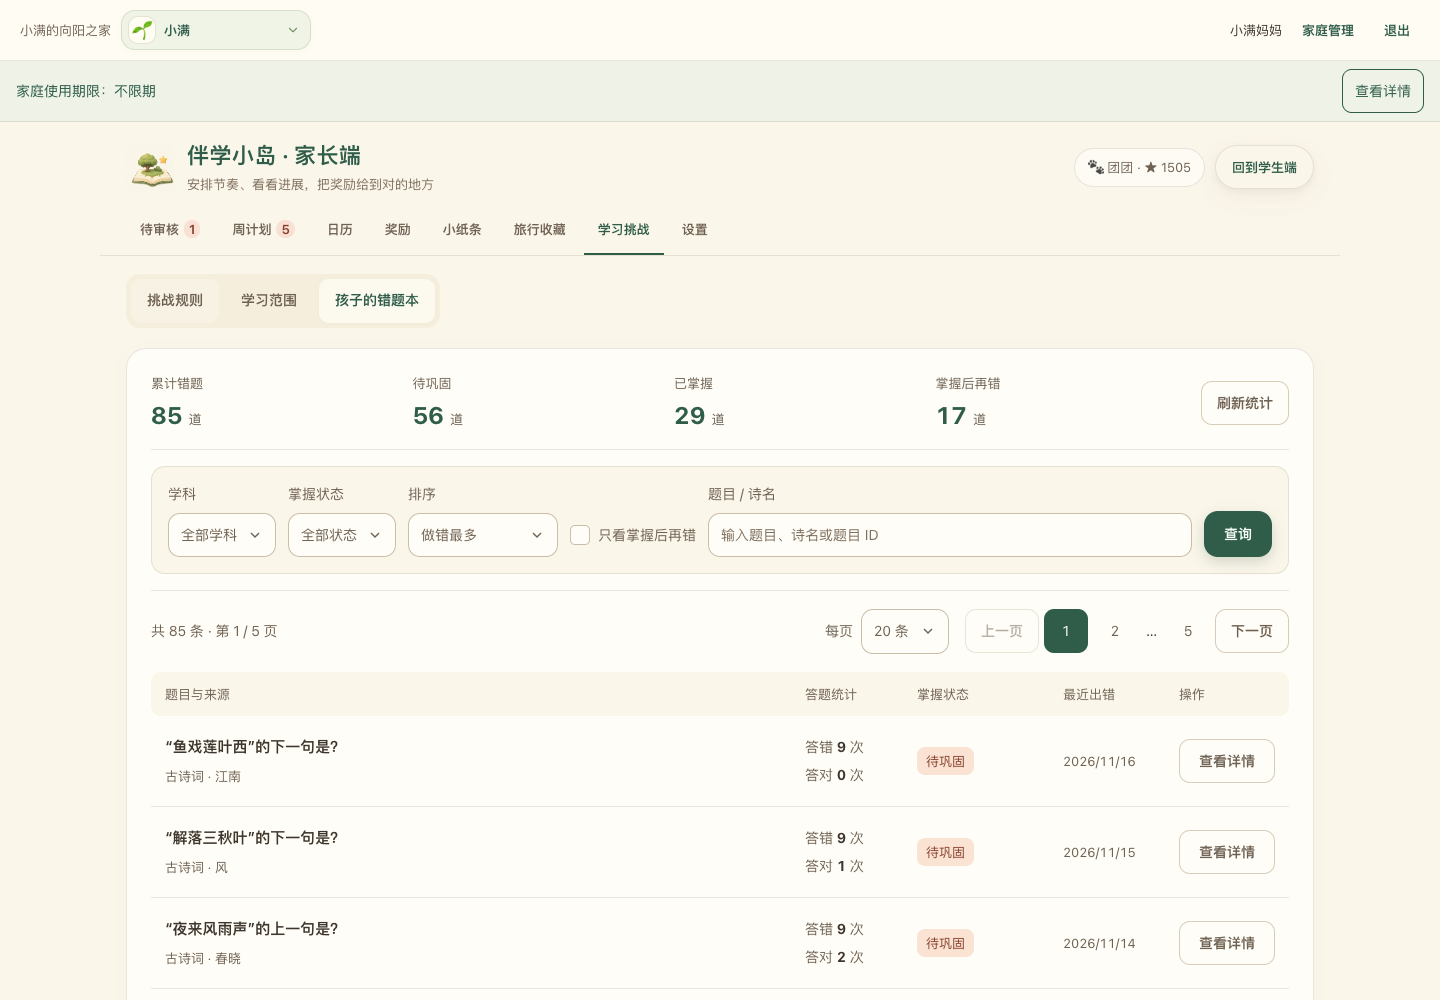 小满的向阳之家 小满 小满妈妈 家庭管理 退出
家庭使用期限：不限期 查看详情
伴学小岛 · 家长端
安排节奏、看看进展，把奖励给到对的地方
团团 · ★ 1505 回到学生端
待审核 1 周计划 5 日历 奖励 小纸条 旅行收藏 学习挑战 设置
挑战规则 学习范围 孩子的错题本
累计错题 待巩固 已掌握 掌握后再错
85 道 56 道 29 道 17 道 刷新统计
学科 掌握状态 排序 题目 / 诗名
全部学科 全部状态 做错最多 只看掌握后再错 输入题目、诗名或题目 ID 查询
共 85 条 · 第 1 / 5 页 每页 20 条 上一页 1 2 … 5 下一页
题目与来源 答题统计 掌握状态 最近出错 操作
“鱼戏莲叶西”的下一句是?
古诗词 · 江南
答错 9 次
答对 0 次
待巩固 2026/11/16 查看详情
“解落三秋叶”的下一句是?
古诗词 · 风
答错 9 次
答对 1 次
待巩固 2026/11/15 查看详情
“夜来风雨声”的上一句是?
古诗词 · 春晓
答错 9 次
答对 2 次
待巩固 2026/11/14 查看详情